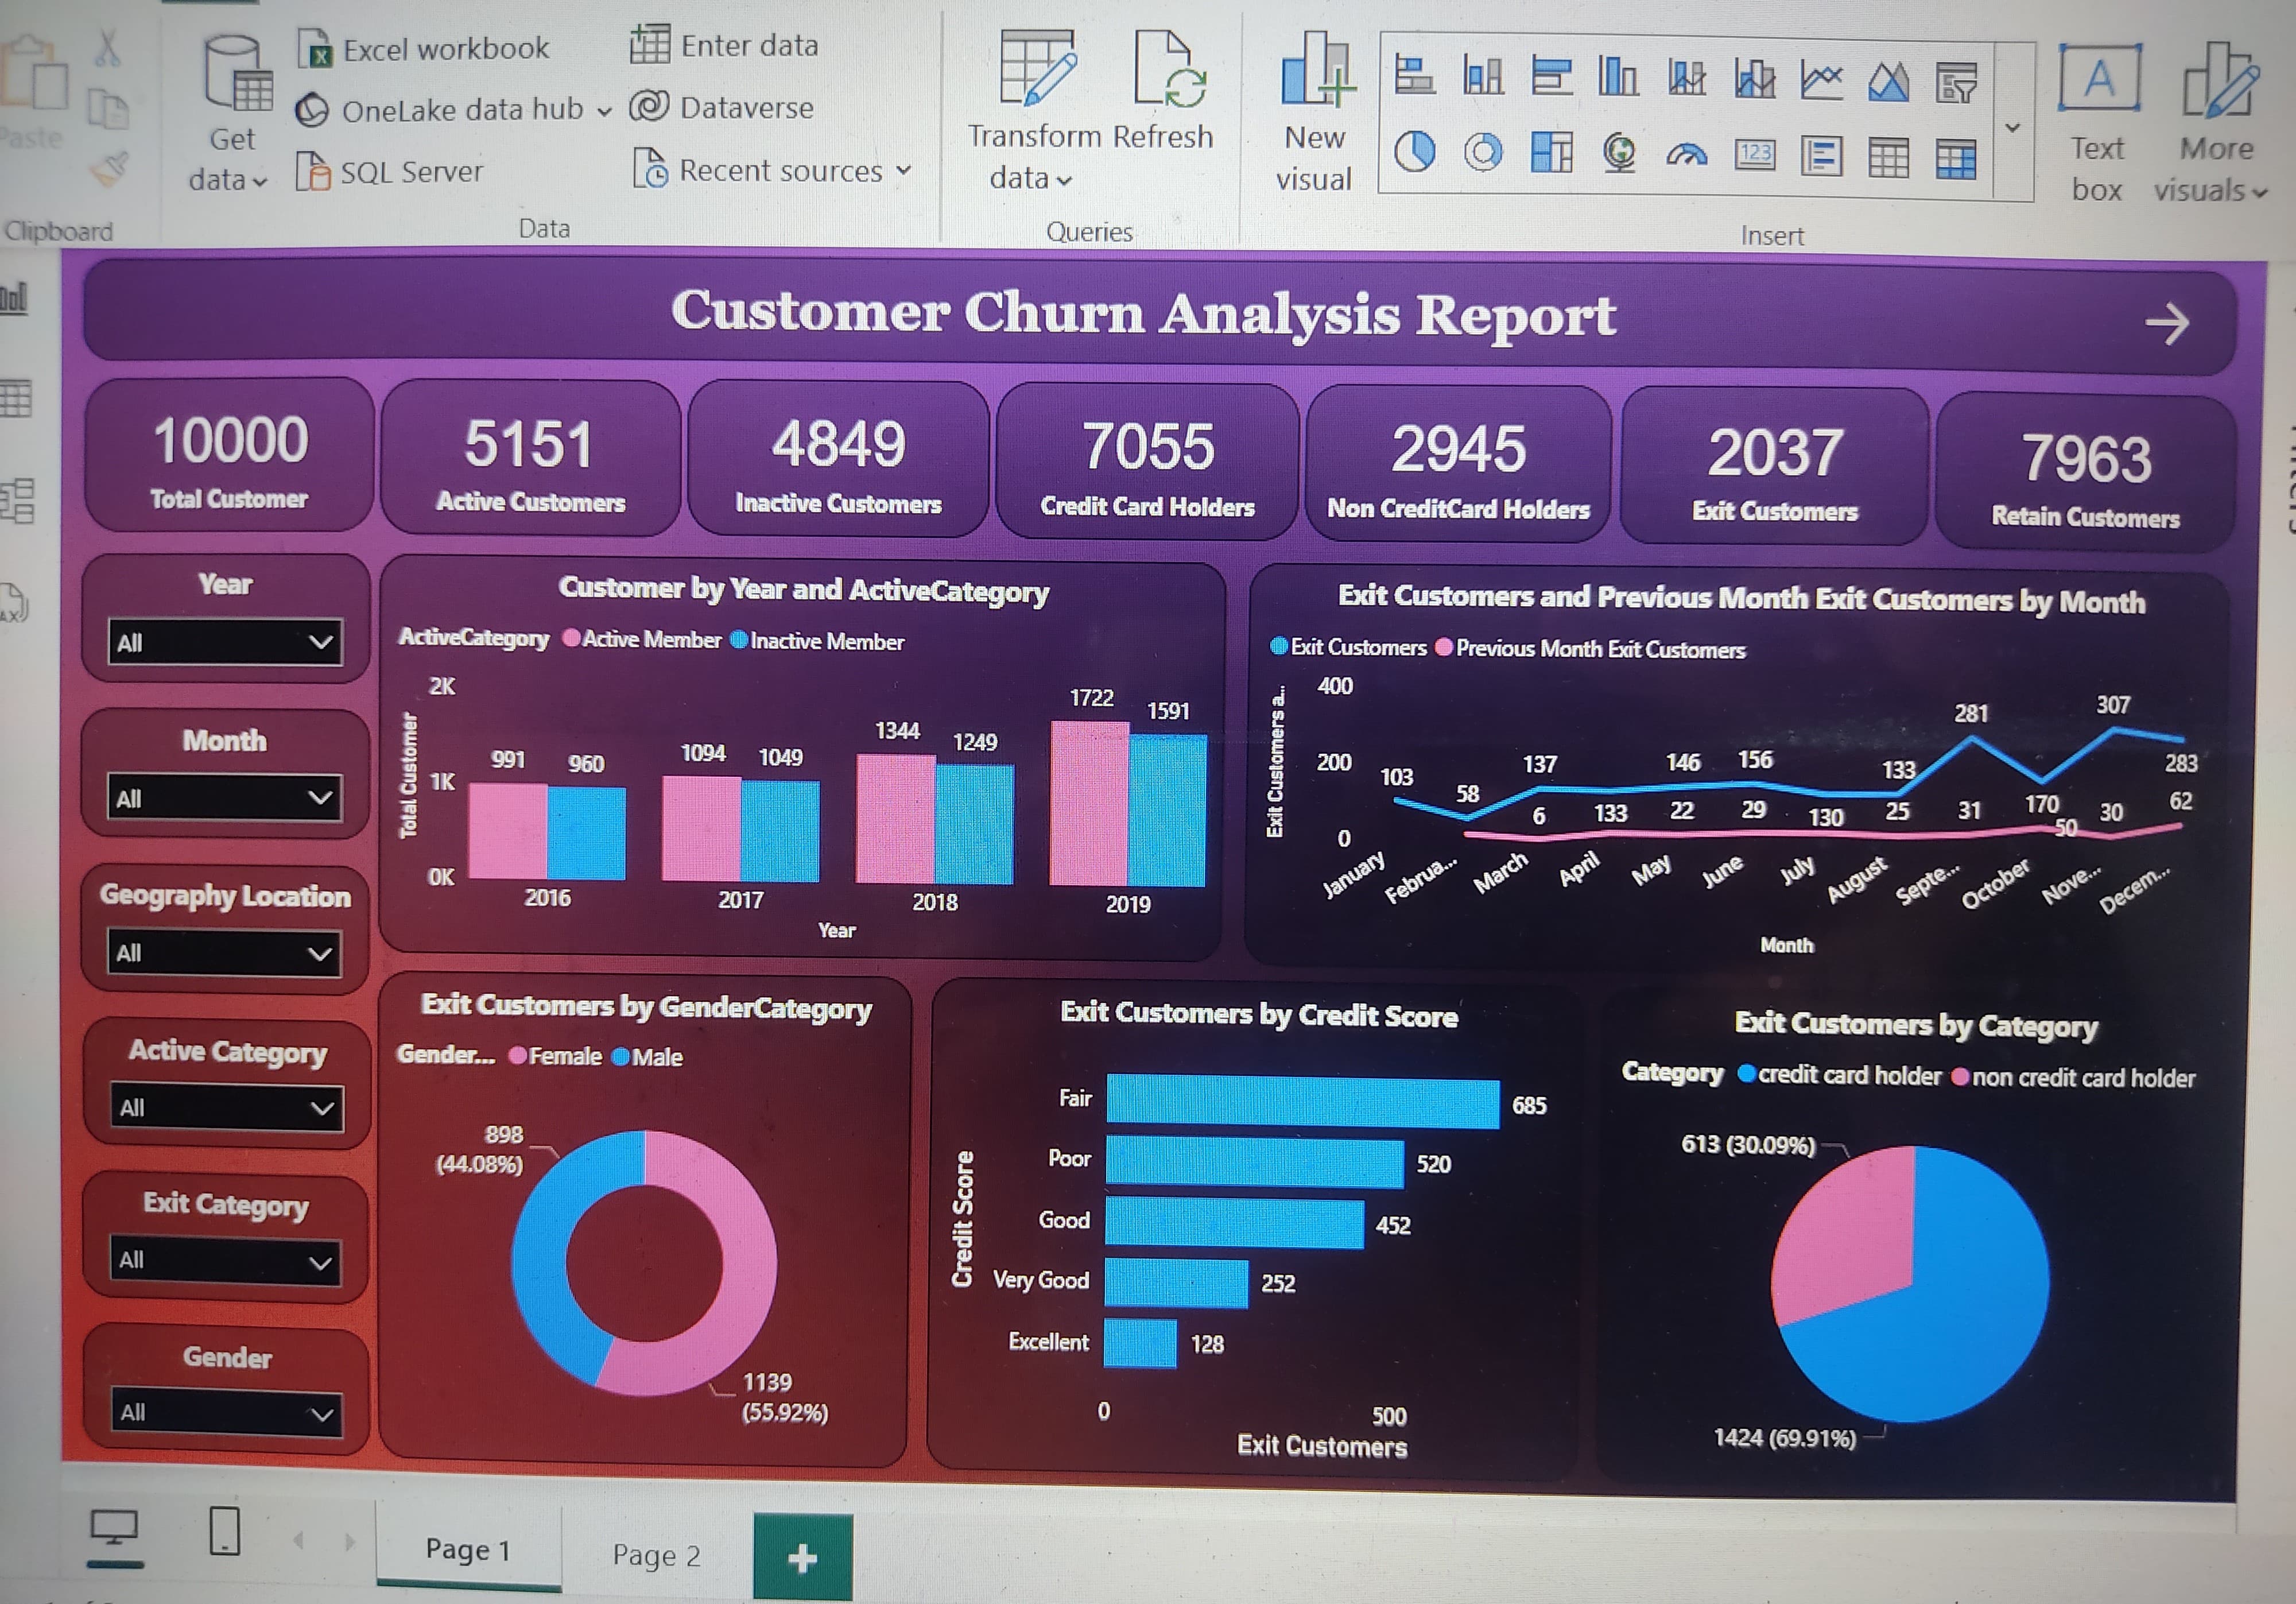 Paste
Clipboard
Get
data
Excel workbook
OneLake data hub
SQL Server
Enter data
Dataverse
Recent sources
Data
Transform
data
Refresh
Queries
New
visual
123
Insert
A
Text
box
More
visuals
Customer Churn Analysis Report
10000
Total Customer
5151
Active Customers
4849
Inactive Customers
7055
Credit Card Holders
2945
Non CreditCard Holders
2037
Exit Customers
7963
Retain Customers
Year
All
Month
All
Geography Location
All
Active Category
All
Exit Category
All
Gender
All
Customer by Year and ActiveCategory
ActiveCategory Active Member Inactive Member
Total Customer
2K
1K
0K
991
960
1094
1049
1344
1249
1722
1591
2016
2017
2018
2019
Year
Exit Customers and Previous Month Exit Customers by Month
Exit Customers Previous Month Exit Customers
Exit Customers a...
400
200
0
103
58
137
146
156
133
281
307
283
6
133
22
29
130
25
31
170
50
30
62
January
Februa...
March
April
May
June
July
August
Septe...
October
Nove...
Decem...
Month
Exit Customers by GenderCategory
Gender... Female Male
898
(44.08%)
1139
(55.92%)
Exit Customers by Credit Score
Credit Score
Fair
685
Poor
520
Good
452
Very Good
252
Excellent
128
0
500
Exit Customers
Exit Customers by Category
Category credit card holder non credit card holder
613 (30.09%)
1424 (69.91%)
Page 1
Page 2